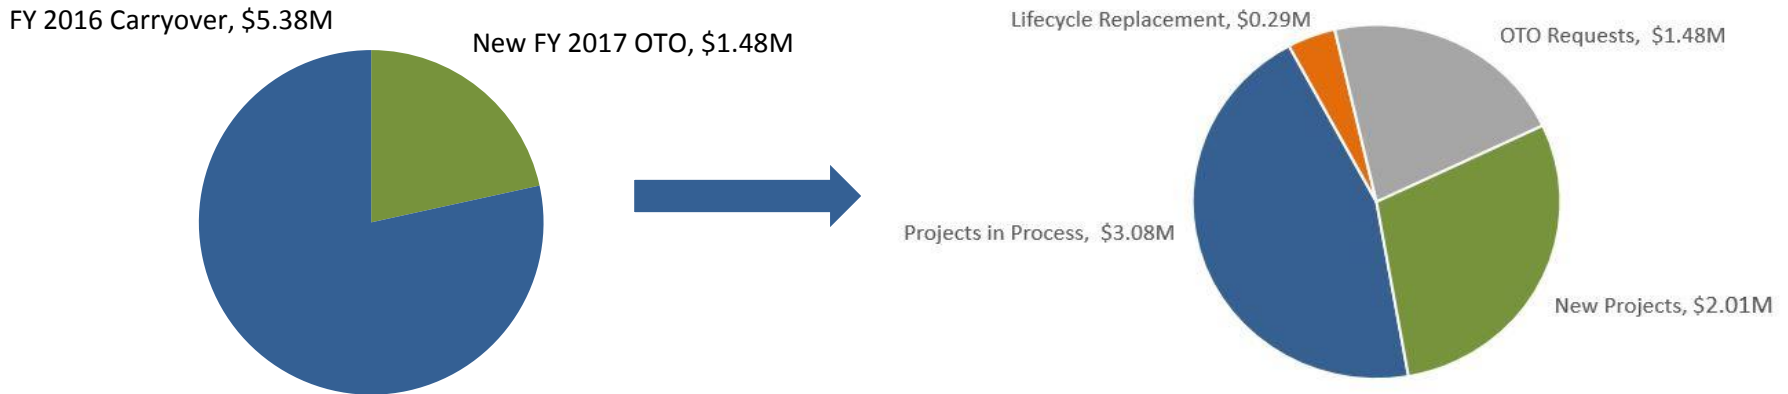 FY 2016 Carryover, $5.38M
New FY 2017 OTO, $1.48M
Lifecycle Replacement, $0.29M
OTO Requests, $1.48M
Projects in Process, $3.08M
New Projects, $2.01M